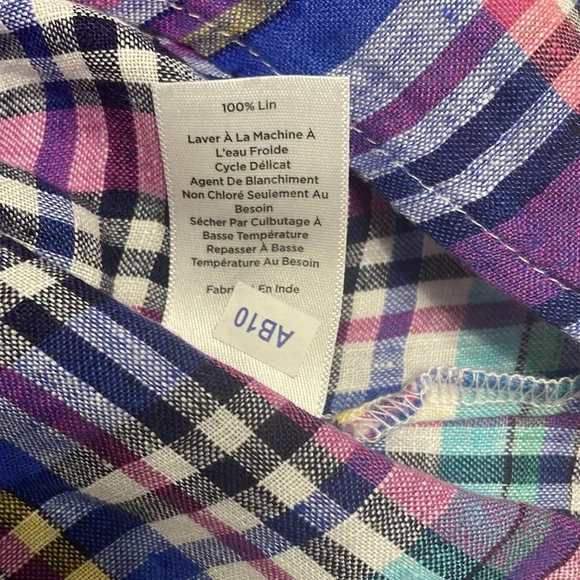 100% Lin
Laver À La Machine À
L'eau Froide
Cycle Délicat
Agent De Blanchiment
Non Chloré Seulement Au
Besoin
Sécher Par Culbutage À
Basse Température
Repasser À Basse
Température Au Besoin
En Inde
AB10